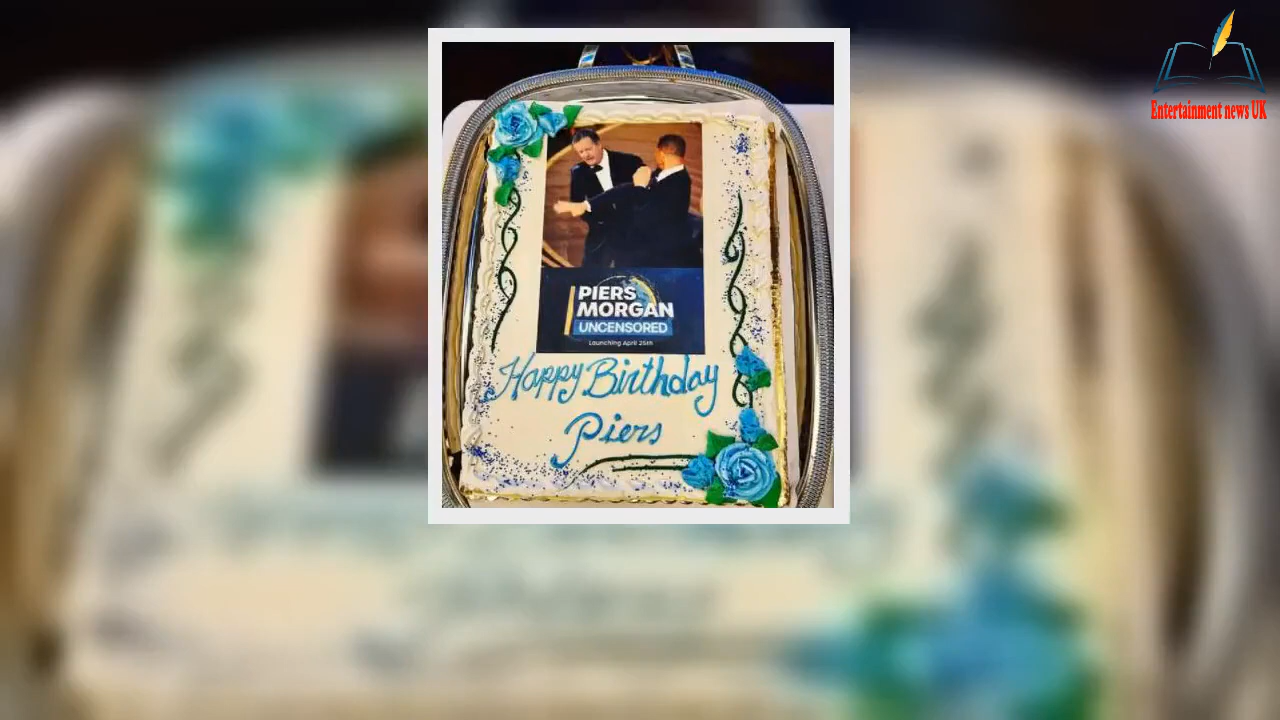 Entertainment news UK
PIERS
MORGAN
UNCENSORED
Launching April 25th
Happy Birthday
Piers